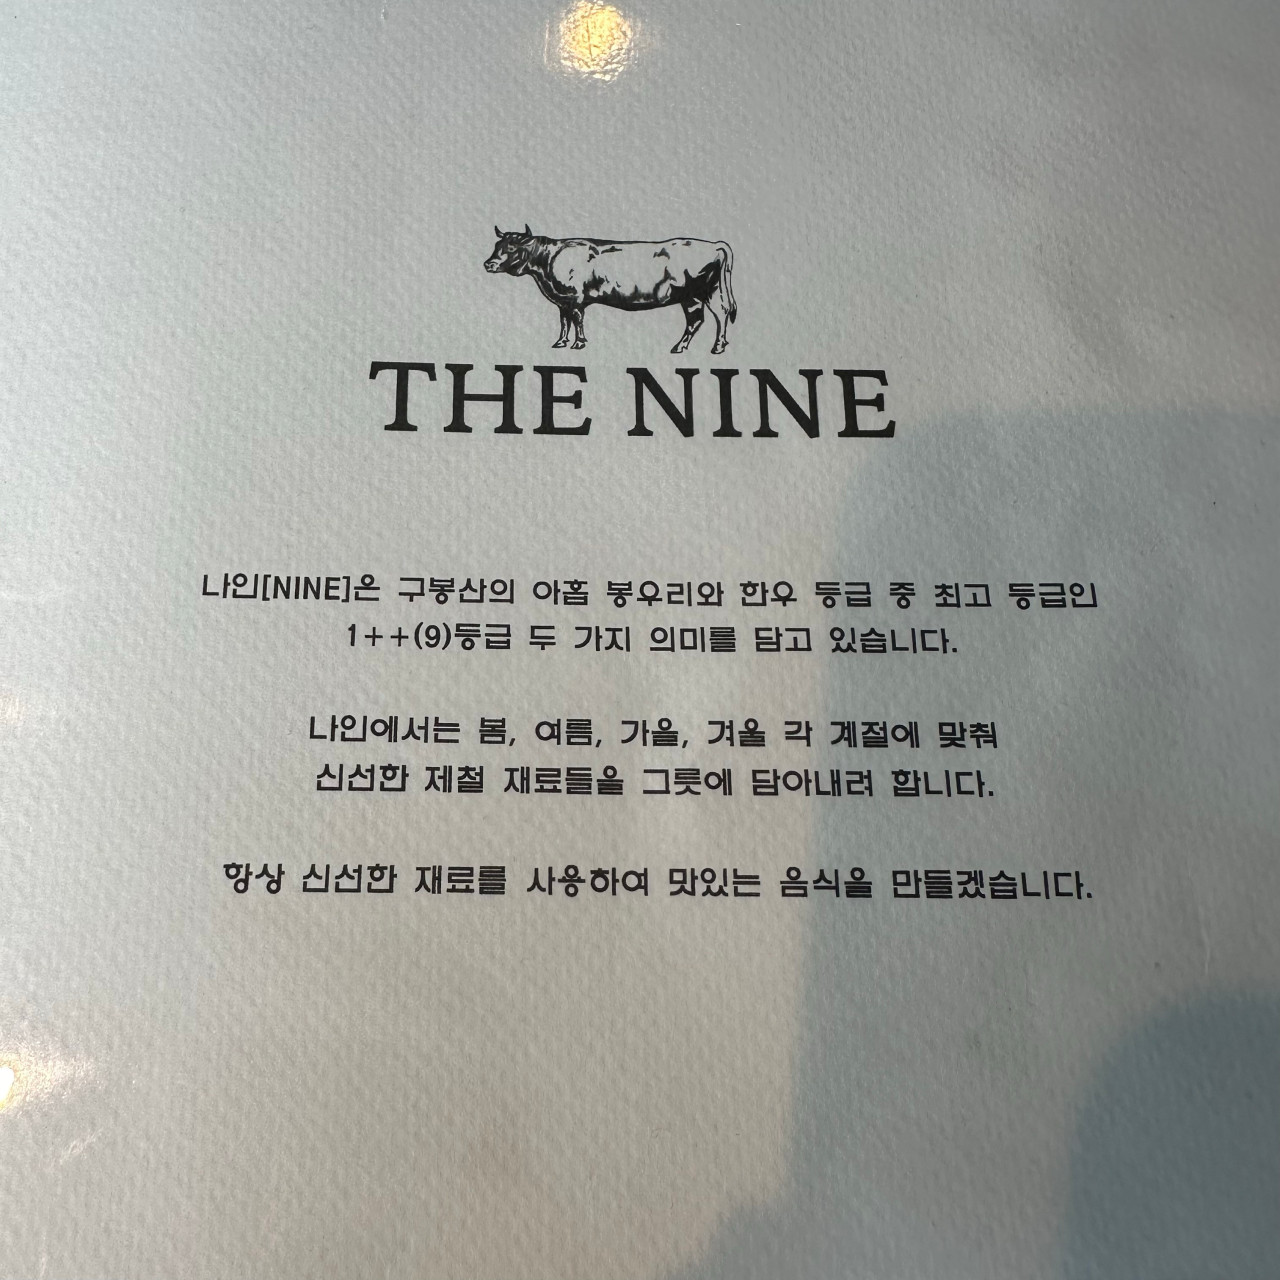 THE NINE
나인[NINE]은 구봉산의 아홉 봉우리와 한우 등급 중 최고 등급인
1++(9)등급 두 가지 의미를 담고 있습니다.
나인에서는 봄, 여름, 가을, 겨울 각 계절에 맞춰
신선한 제철 재료들을 그릇에 담아내려 합니다.
항상 신선한 재료를 사용하여 맛있는 음식을 만들겠습니다.